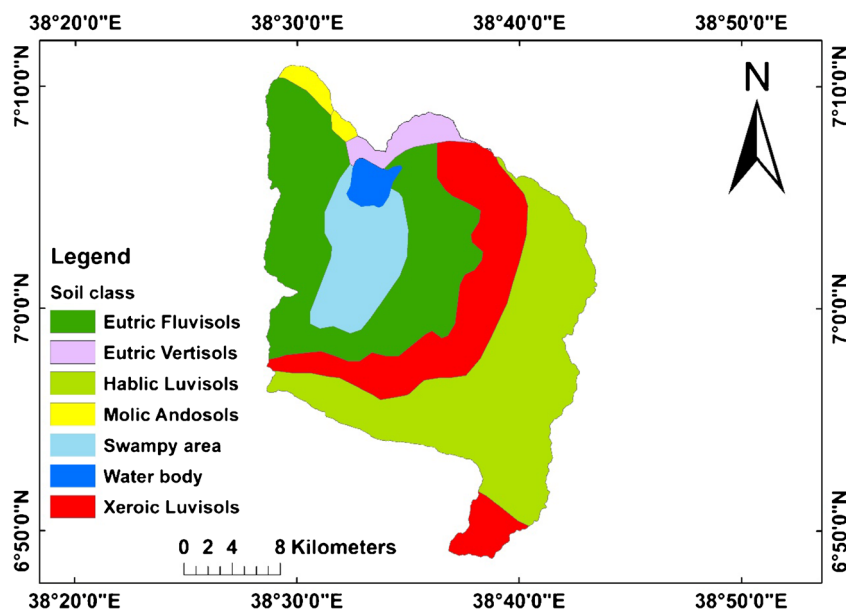 38°20'0"E 38°30'0"E 38°40'0"E 38°50'0"E
7°10'0"N
7°0'0"N
6°50'0"N
N
7°10'0"N
7°0'0"N
6°50'0"N
Legend
Soil class
Eutric Fluvisols
Eutric Vertisols
Hablic Luvisols
Molic Andosols
Swampy area
Water body
Xeroic Luvisols
0 2 4 8 Kilometers
38°20'0"E 38°30'0"E 38°40'0"E 38°50'0"E